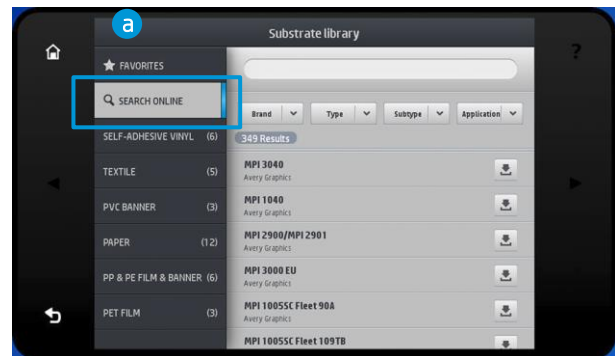 a
Substrate library
?
FAVORITES
SEARCH ONLINE
Brand Type Subtype Application
SELF-ADHESIVE VINYL (6)
349 Results
TEXTILE (5)
MPI 3040
Avery Graphics
PVC BANNER (3)
MPI 1040
Avery Graphics
PAPER (12)
MPI 2900/MPI 2901
Avery Graphics
PP & PE FILM & BANNER (6)
MPI 3000 EU
Avery Graphics
PET FILM (3)
MPI 1005SC Fleet 90A
Avery Graphics
MPI 1005SC Fleet 109TB